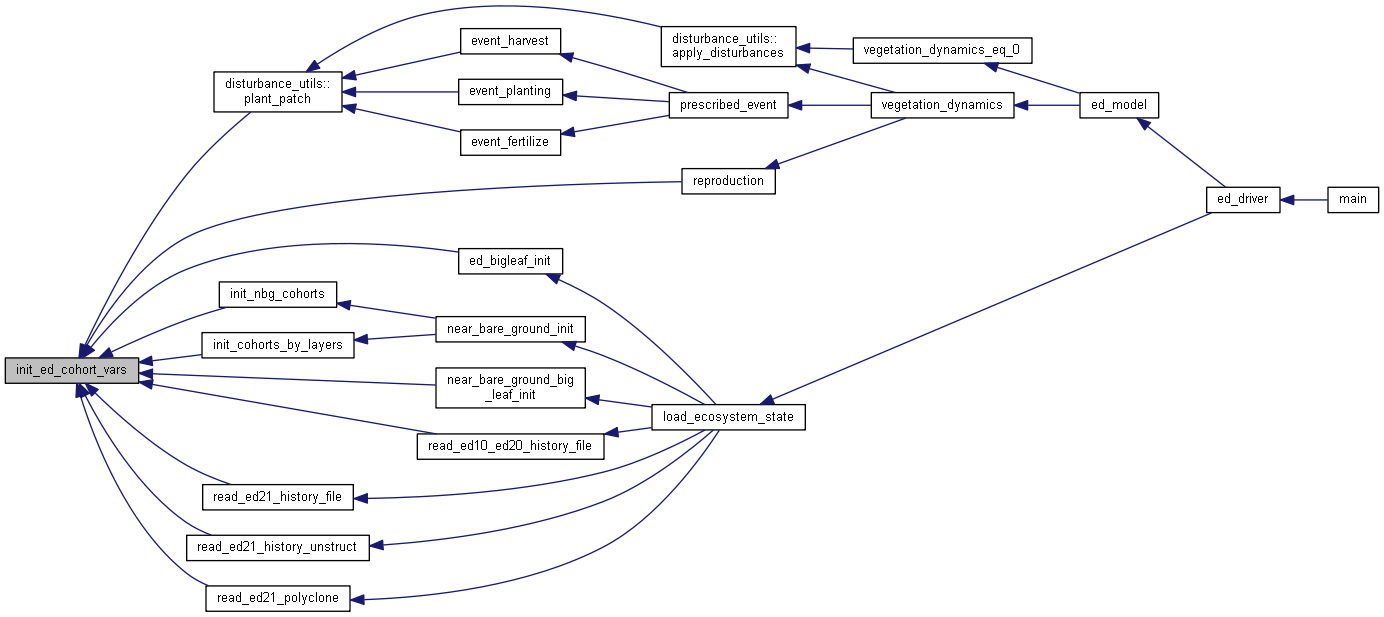 disturbance_utils::
apply_disturbances
event_harvest
vegetation_dynamics_eq_0
disturbance_utils::
plant_patch
event_planting
prescribed_event
vegetation_dynamics
ed_model
event_fertilize
reproduction
ed_driver
main
ed_bigleaf_init
init_nbg_cohorts
near_bare_ground_init
init_cohorts_by_layers
init_ed_cohort_vars
near_bare_ground_big
_leaf_init
load_ecosystem_state
read_ed10_ed20_history_file
read_ed21_history_file
read_ed21_history_unstruct
read_ed21_polyclone